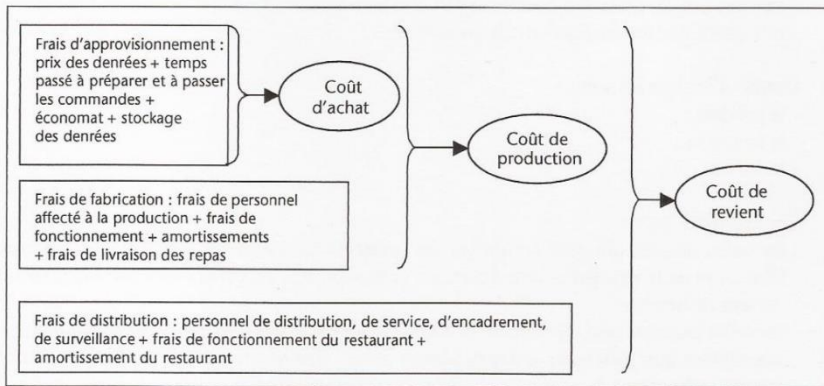 Frais d'approvisionnement :
prix des denrées + temps
passé à préparer et à passer
les commandes +
économat + stockage
des denrées
Coût
d'achat
Coût de
production
Coût de
revient
Frais de fabrication : frais de personnel
affecté à la production + frais de
fonctionnement + amortissements
+ frais de livraison des repas
Frais de distribution : personnel de distribution, de service, d'encadrement,
de surveillance + frais de fonctionnement du restaurant +
amortissement du restaurant